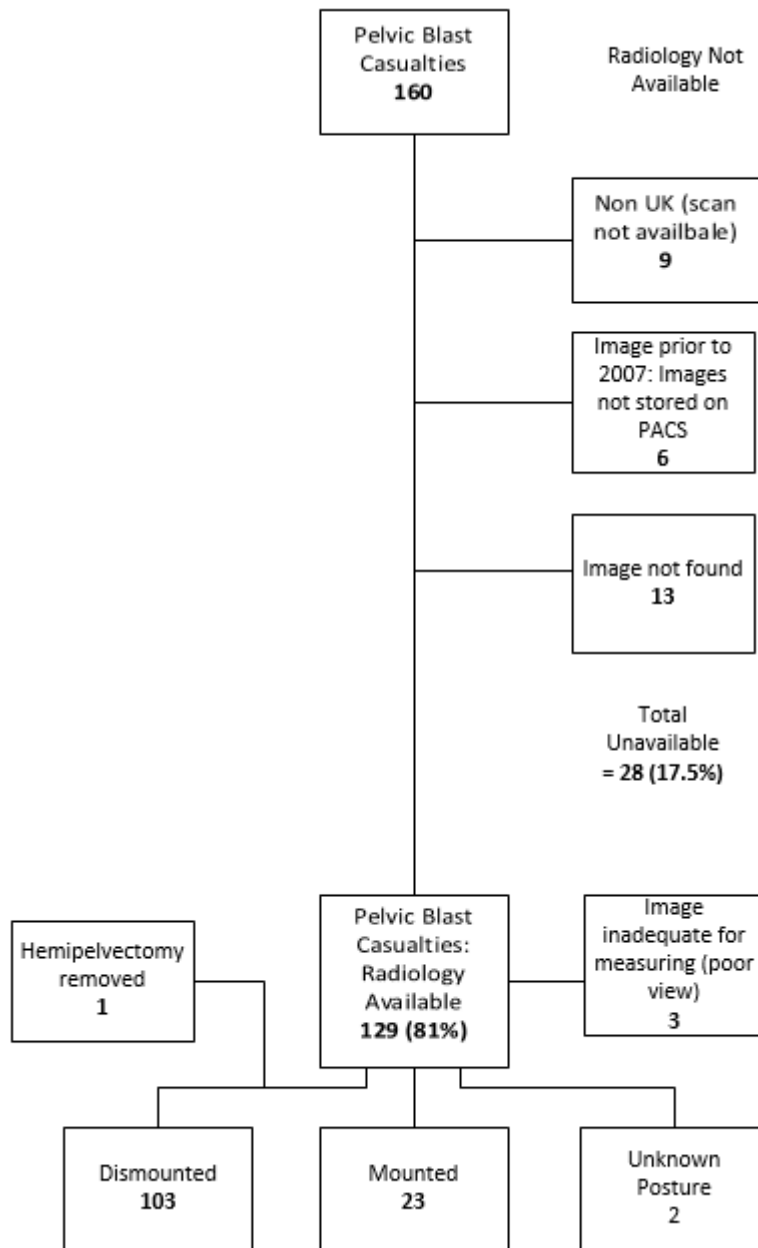 Pelvic Blast
Casualties
160
Radiology Not
Available
Non UK (scan
not availbale)
9
Image prior to
2007: Images
not stored on
PACS
6
Image not found
13
Total
Unavailable
= 28 (17.5%)
Hemipelvectomy
removed
1
Pelvic Blast
Casualties:
Radiology
Available
129 (81%)
Image
inadequate for
measuring (poor
view)
3
Dismounted
103
Mounted
23
Unknown
Posture
2